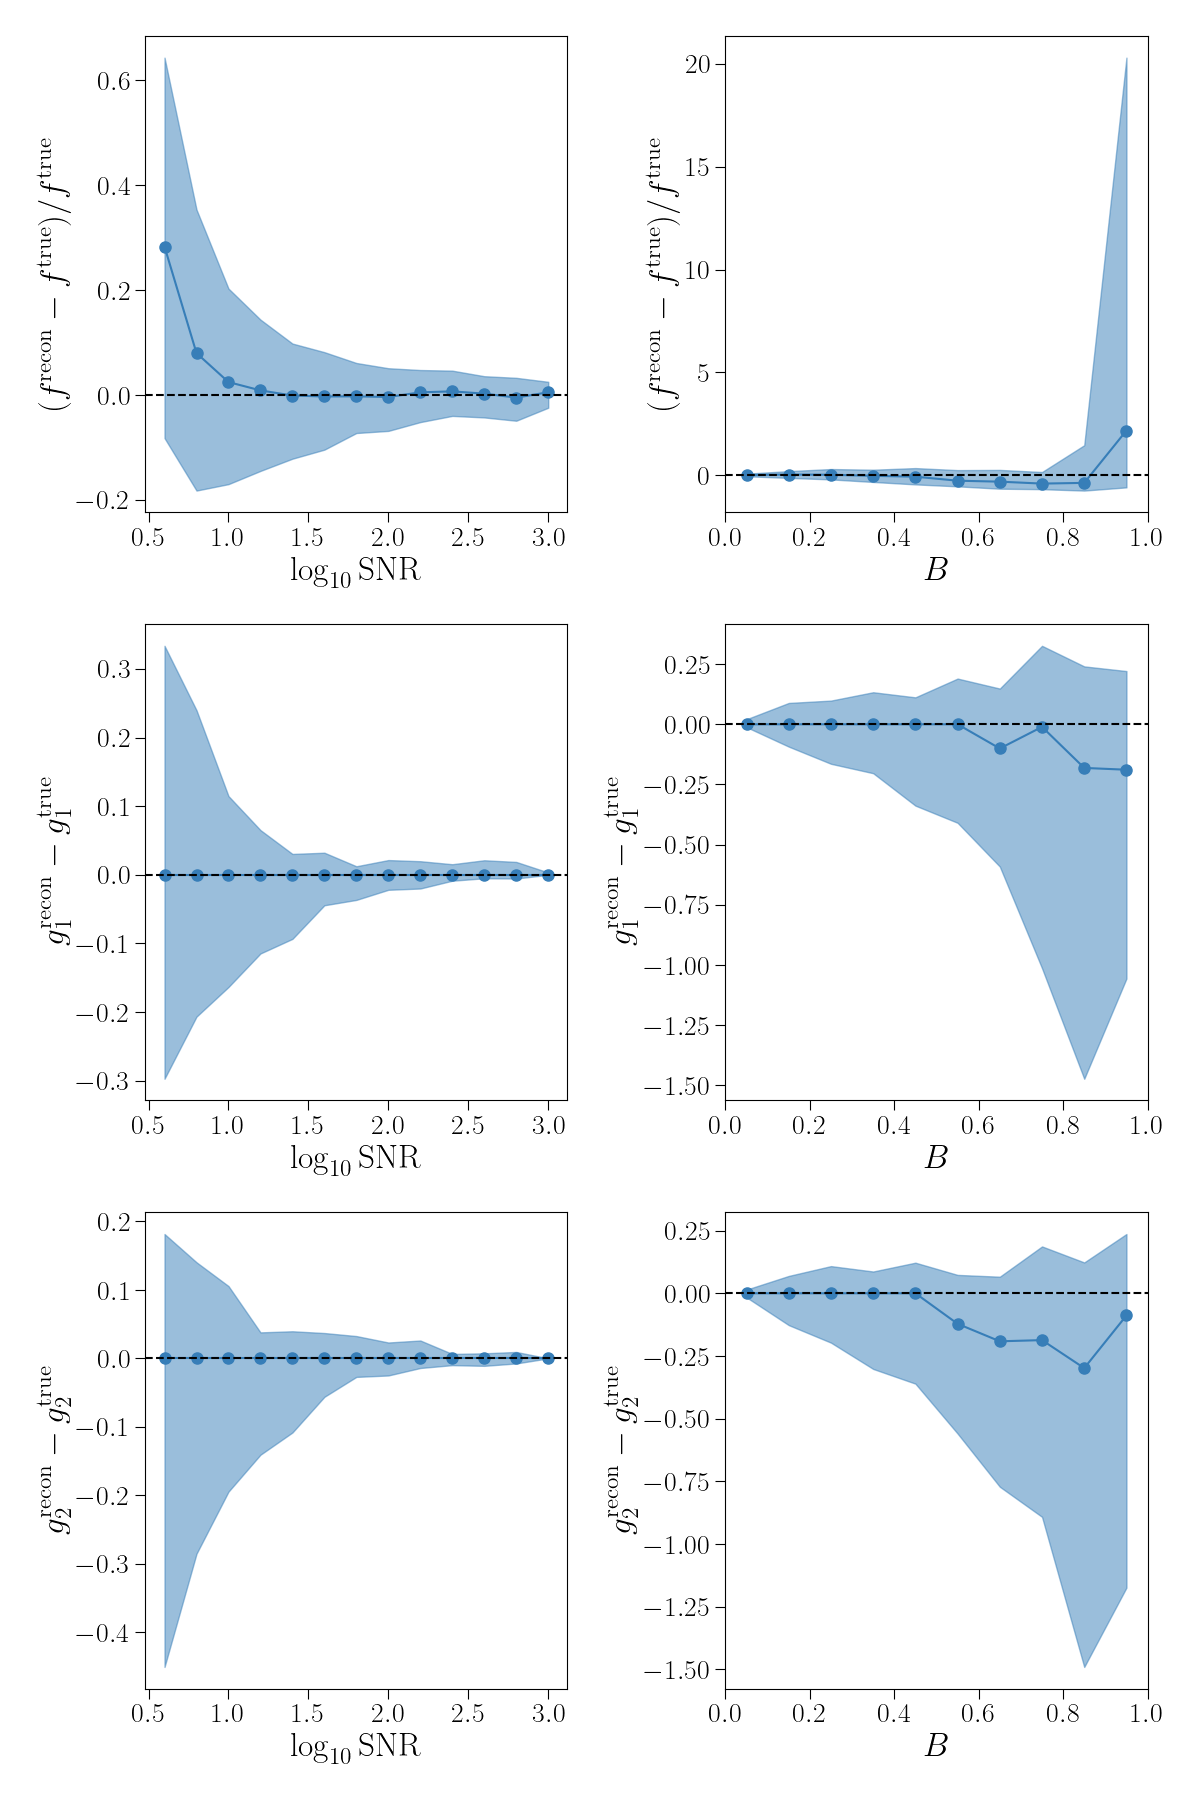 (f^recon − f^true)/f^true
0.6
0.4
0.2
0.0
−0.2
0.5 1.0 1.5 2.0 2.5 3.0
log₁₀ SNR
(f^recon − f^true)/f^true
20
15
10
5
0
0.0 0.2 0.4 0.6 0.8 1.0
B
g₁^recon − g₁^true
0.3
0.2
0.1
0.0
−0.1
−0.2
−0.3
0.5 1.0 1.5 2.0 2.5 3.0
log₁₀ SNR
g₁^recon − g₁^true
0.25
0.00
−0.25
−0.50
−0.75
−1.00
−1.25
−1.50
0.0 0.2 0.4 0.6 0.8 1.0
B
g₂^recon − g₂^true
0.2
0.1
0.0
−0.1
−0.2
−0.3
−0.4
0.5 1.0 1.5 2.0 2.5 3.0
log₁₀ SNR
g₂^recon − g₂^true
0.25
0.00
−0.25
−0.50
−0.75
−1.00
−1.25
−1.50
0.0 0.2 0.4 0.6 0.8 1.0
B